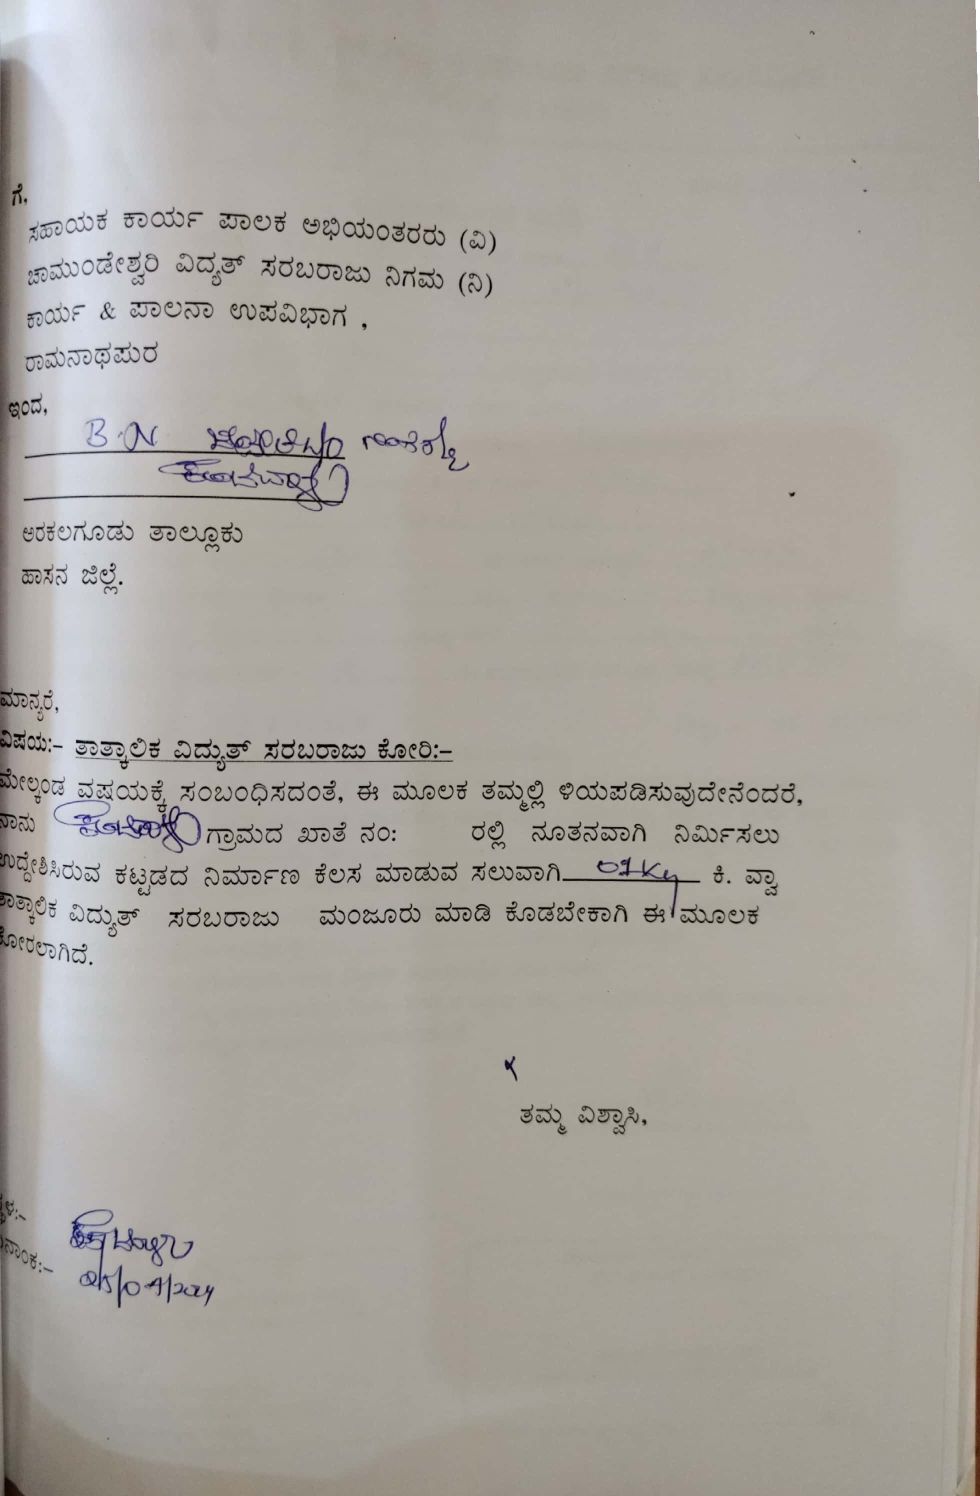 ಗೆ,
ಸಹಾಯಕ ಕಾರ್ಯ ಪಾಲಕ ಅಭಿಯಂತರರು (ವಿ)
ಚಾಮುಂಡೇಶ್ವರಿ ವಿದ್ಯುತ್ ಸರಬರಾಜು ನಿಗಮ (ನಿ)
ಕಾರ್ಯ & ಪಾಲನಾ ಉಪವಿಭಾಗ ,
ರಾಮನಾಥಪುರ
ಇಂದ,
B.N
ಅರಕಲಗೂಡು ತಾಲ್ಲೂಕು
ಹಾಸನ ಜಿಲ್ಲೆ.
ಮಾನ್ಯರೆ,
ವಿಷಯ:– ತಾತ್ಕಾಲಿಕ ವಿದ್ಯುತ್ ಸರಬರಾಜು ಕೋರಿ:–
ಮೇಲ್ಕಂಡ ವಷಯಕ್ಕೆ ಸಂಬಂಧಿಸದಂತೆ, ಈ ಮೂಲಕ ತಮ್ಮಲ್ಲಿ ಳಿಯಪಡಿಸುವುದೇನೆಂದರೆ,
ನಾನು ಗ್ರಾಮದ ಖಾತೆ ನಂ: ರಲ್ಲಿ ನೂತನವಾಗಿ ನಿರ್ಮಿಸಲು
ಉದ್ದೇಶಿಸಿರುವ ಕಟ್ಟಡದ ನಿರ್ಮಾಣ ಕೆಲಸ ಮಾಡುವ ಸಲುವಾಗಿ ಕಿ. ವ್ಯಾ
ತಾತ್ಕಾಲಿಕ ವಿದ್ಯುತ್ ಸರಬರಾಜು ಮಂಜೂರು ಮಾಡಿ ಕೊಡಬೇಕಾಗಿ ಈ ಮೂಲಕ
ಕೋರಲಾಗಿದೆ.
ತಮ್ಮ ವಿಶ್ವಾಸಿ,